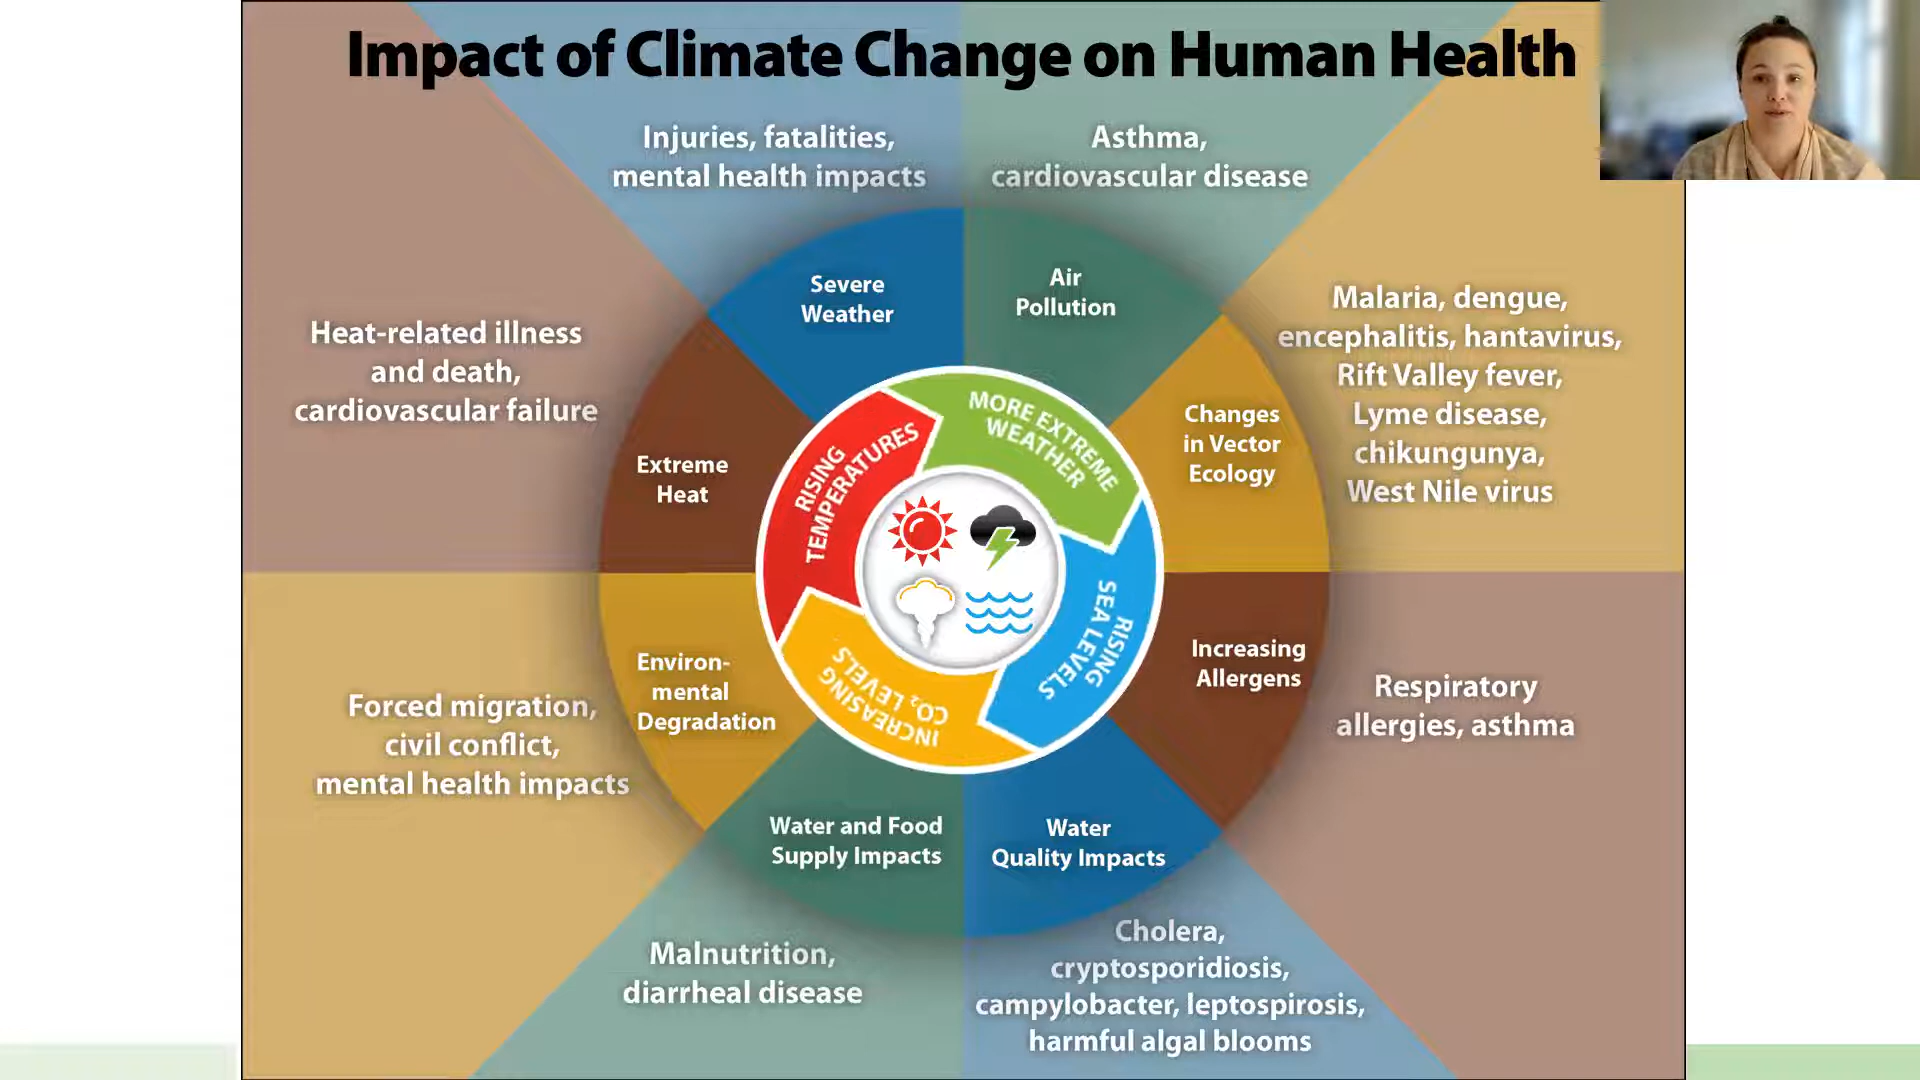 Impact of Climate Change on Human Health
Injuries, fatalities,
mental health impacts
Asthma,
cardiovascular disease
Severe
Weather
Air
Pollution
Heat-related illness
and death,
cardiovascular failure
Extreme
Heat
Changes
in Vector
Ecology
Malaria, dengue,
encephalitis, hantavirus,
Rift Valley fever,
Lyme disease,
chikungunya,
West Nile virus
RISING
TEMPERATURES
MORE EXTREME
WEATHER
RISING
SEA LEVELS
INCREASING
CO₂ LEVELS
Forced migration,
civil conflict,
mental health impacts
Environ-
mental
Degradation
Increasing
Allergens
Respiratory
allergies, asthma
Water and Food
Supply Impacts
Water
Quality Impacts
Malnutrition,
diarrheal disease
Cholera,
cryptosporidiosis,
campylobacter, leptospirosis,
harmful algal blooms